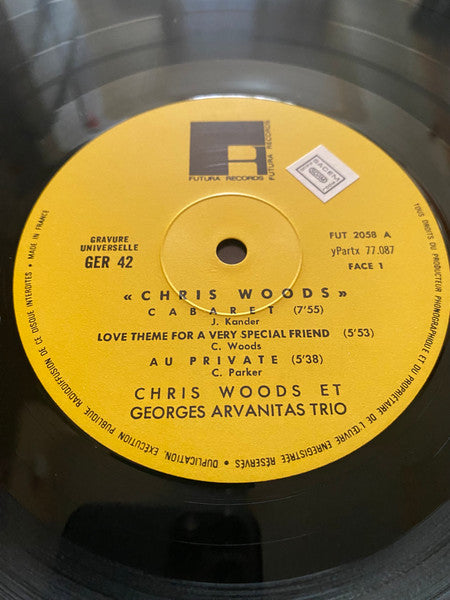 FUTURA RECORDS
FUTURA RECORDS
SACEM
GRAVURE
UNIVERSELLE
GER 42
FUT 2058 A
yPartx 77.087
FACE 1
« CHRIS WOODS »
CABARET (7'55)
J. Kander
LOVE THEME FOR A VERY SPECIAL FRIEND (5'53)
C. Woods
AU PRIVATE (5'38)
C. Parker
CHRIS WOODS ET
GEORGES ARVANITAS TRIO
TOUS DROITS DU PRODUCTEUR PHONOGRAPHIQUE ET DU PROPRIETAIRE DE L'ŒUVRE ENREGISTREE RÉSERVÉS • DUPLICATION, EXECUTION PUBLIQUE RADIODIFFUSION DE CE DISQUE INTERDITES • MADE IN FRANCE